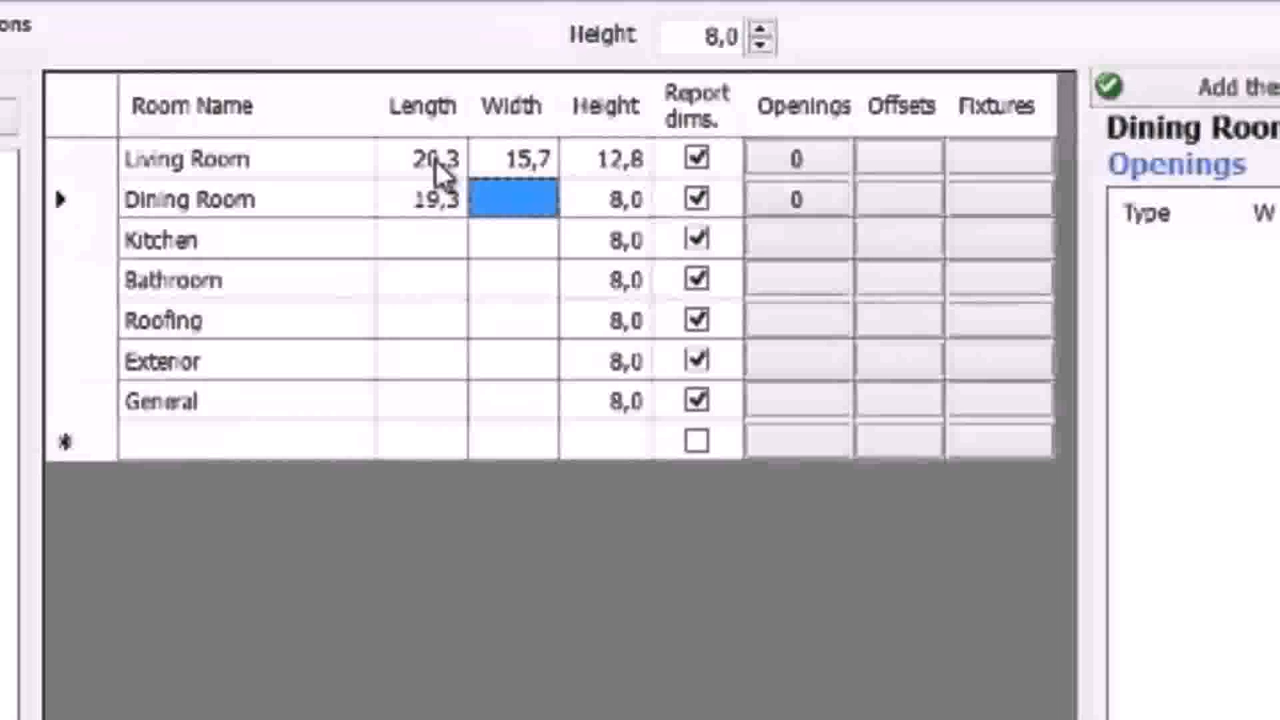 ons
Height 8,0
Room Name Length Width Height Report dims. Openings Offsets Fixtures
Living Room 20,3 15,7 12,8 0
Dining Room 19,3 8,0 0
Kitchen 8,0
Bathroom 8,0
Roofing 8,0
Exterior 8,0
General 8,0
Add the
Dining Roor
Openings
Type W